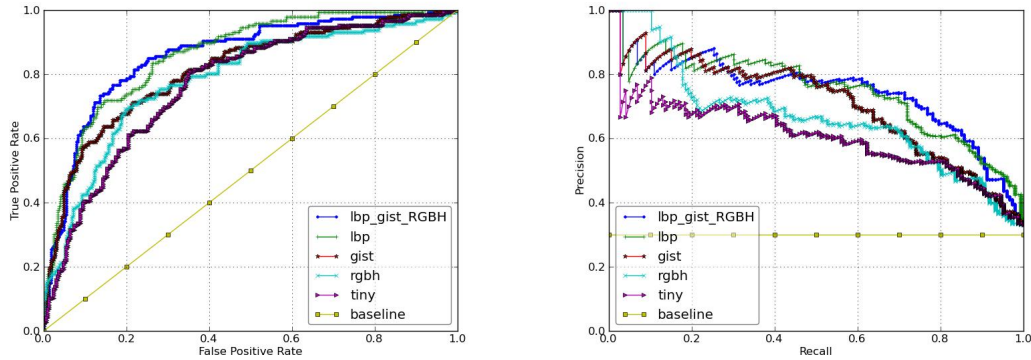 1.0
0.8
0.6
0.4
0.2
0.0
True Positive Rate
0.0 0.2 0.4 0.6 0.8 1.0
False Positive Rate
lbp_gist_RGBH
lbp
gist
rgbh
tiny
baseline
1.0
0.8
0.6
0.4
0.2
0.0
Precision
0.0 0.2 0.4 0.6 0.8 1.0
Recall
lbp_gist_RGBH
lbp
gist
rgbh
tiny
baseline